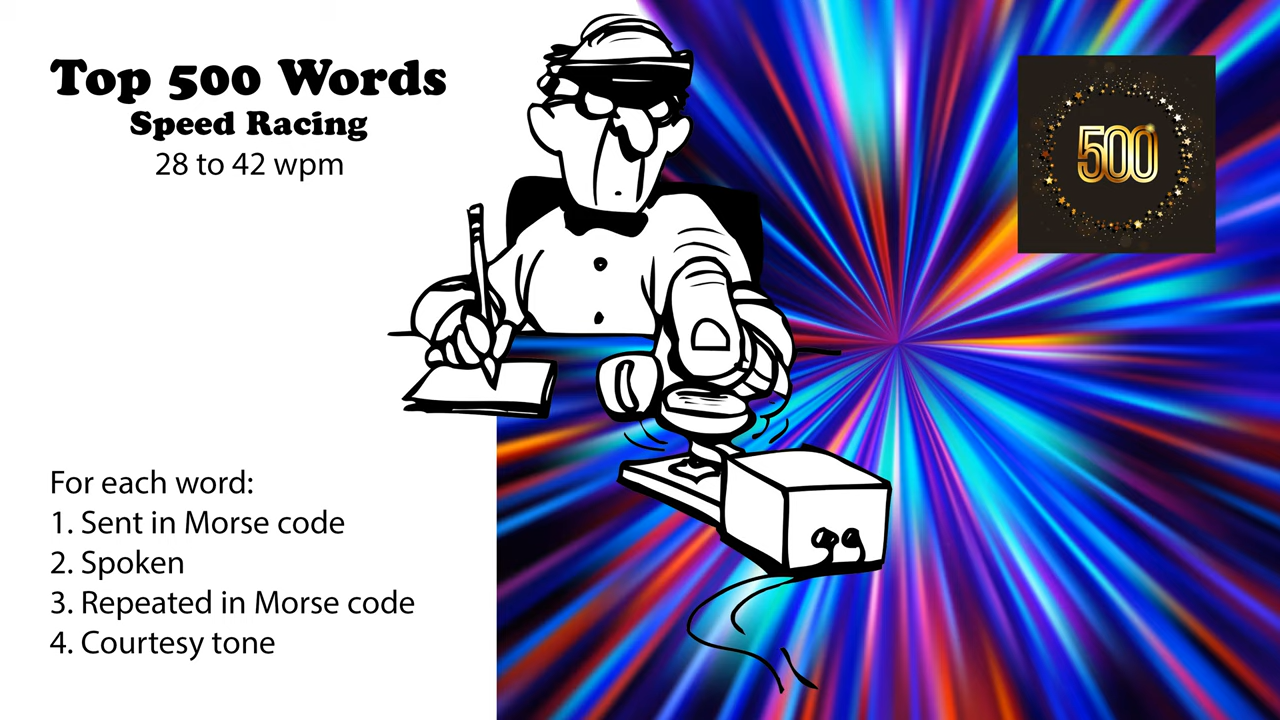 Top 500 Words
Speed Racing
28 to 42 wpm
500
For each word:
1. Sent in Morse code
2. Spoken
3. Repeated in Morse code
4. Courtesy tone